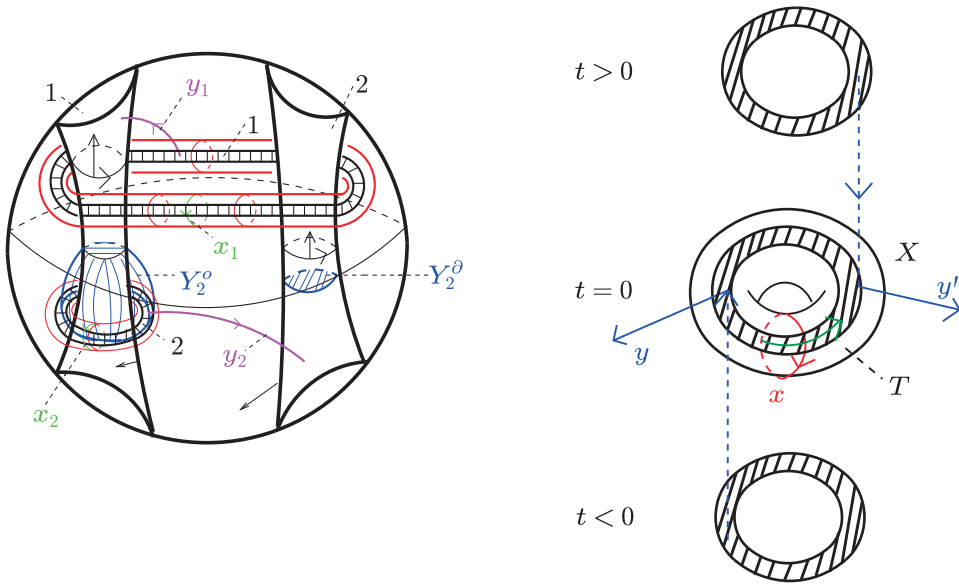 1
y₁
2
1
x₁
Y₂ᵒ
Y₂^∂
2
y₂
x₂
t > 0
t = 0
X
y′
y
T
x
t < 0